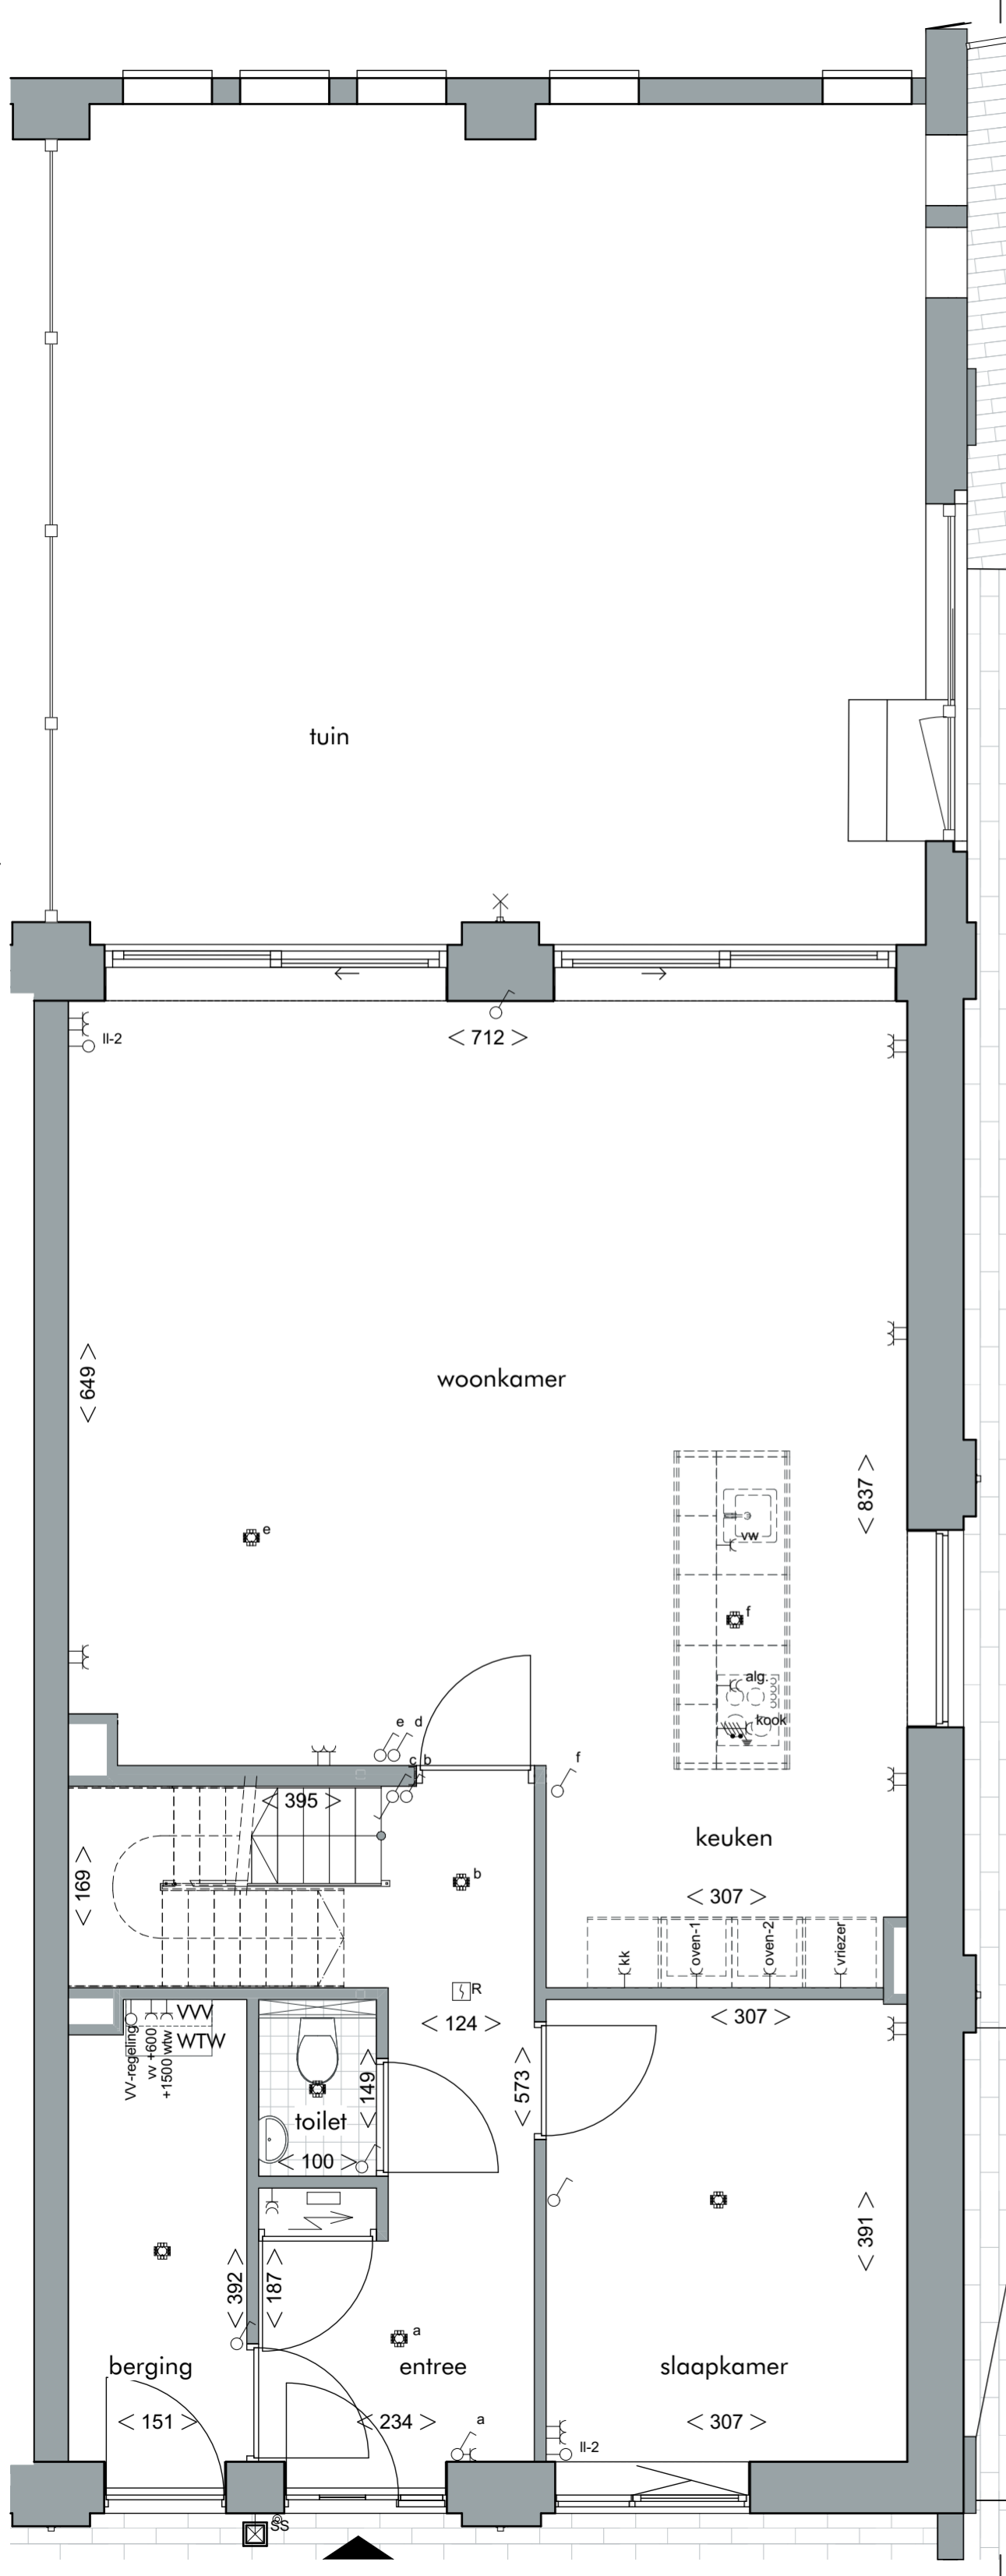 tuin
ll-2
< 712 >
< 649 >
woonkamer
< 837 >
e
vw
f
alg.
kook
e d
c b
f
< 395 >
keuken
< 169 >
b
< 307 >
kk
oven-1
oven-2
vriezer
R
VVV
WTW
VV-regeling
vv +600
+1500 wtw
< 124 >
< 307 >
< 149 >
< 573 >
toilet
< 100 >
< 391 >
< 392 >
< 187 >
a
berging
entree
slaapkamer
< 151 >
< 234 >
a
< 307 >
ll-2
SS